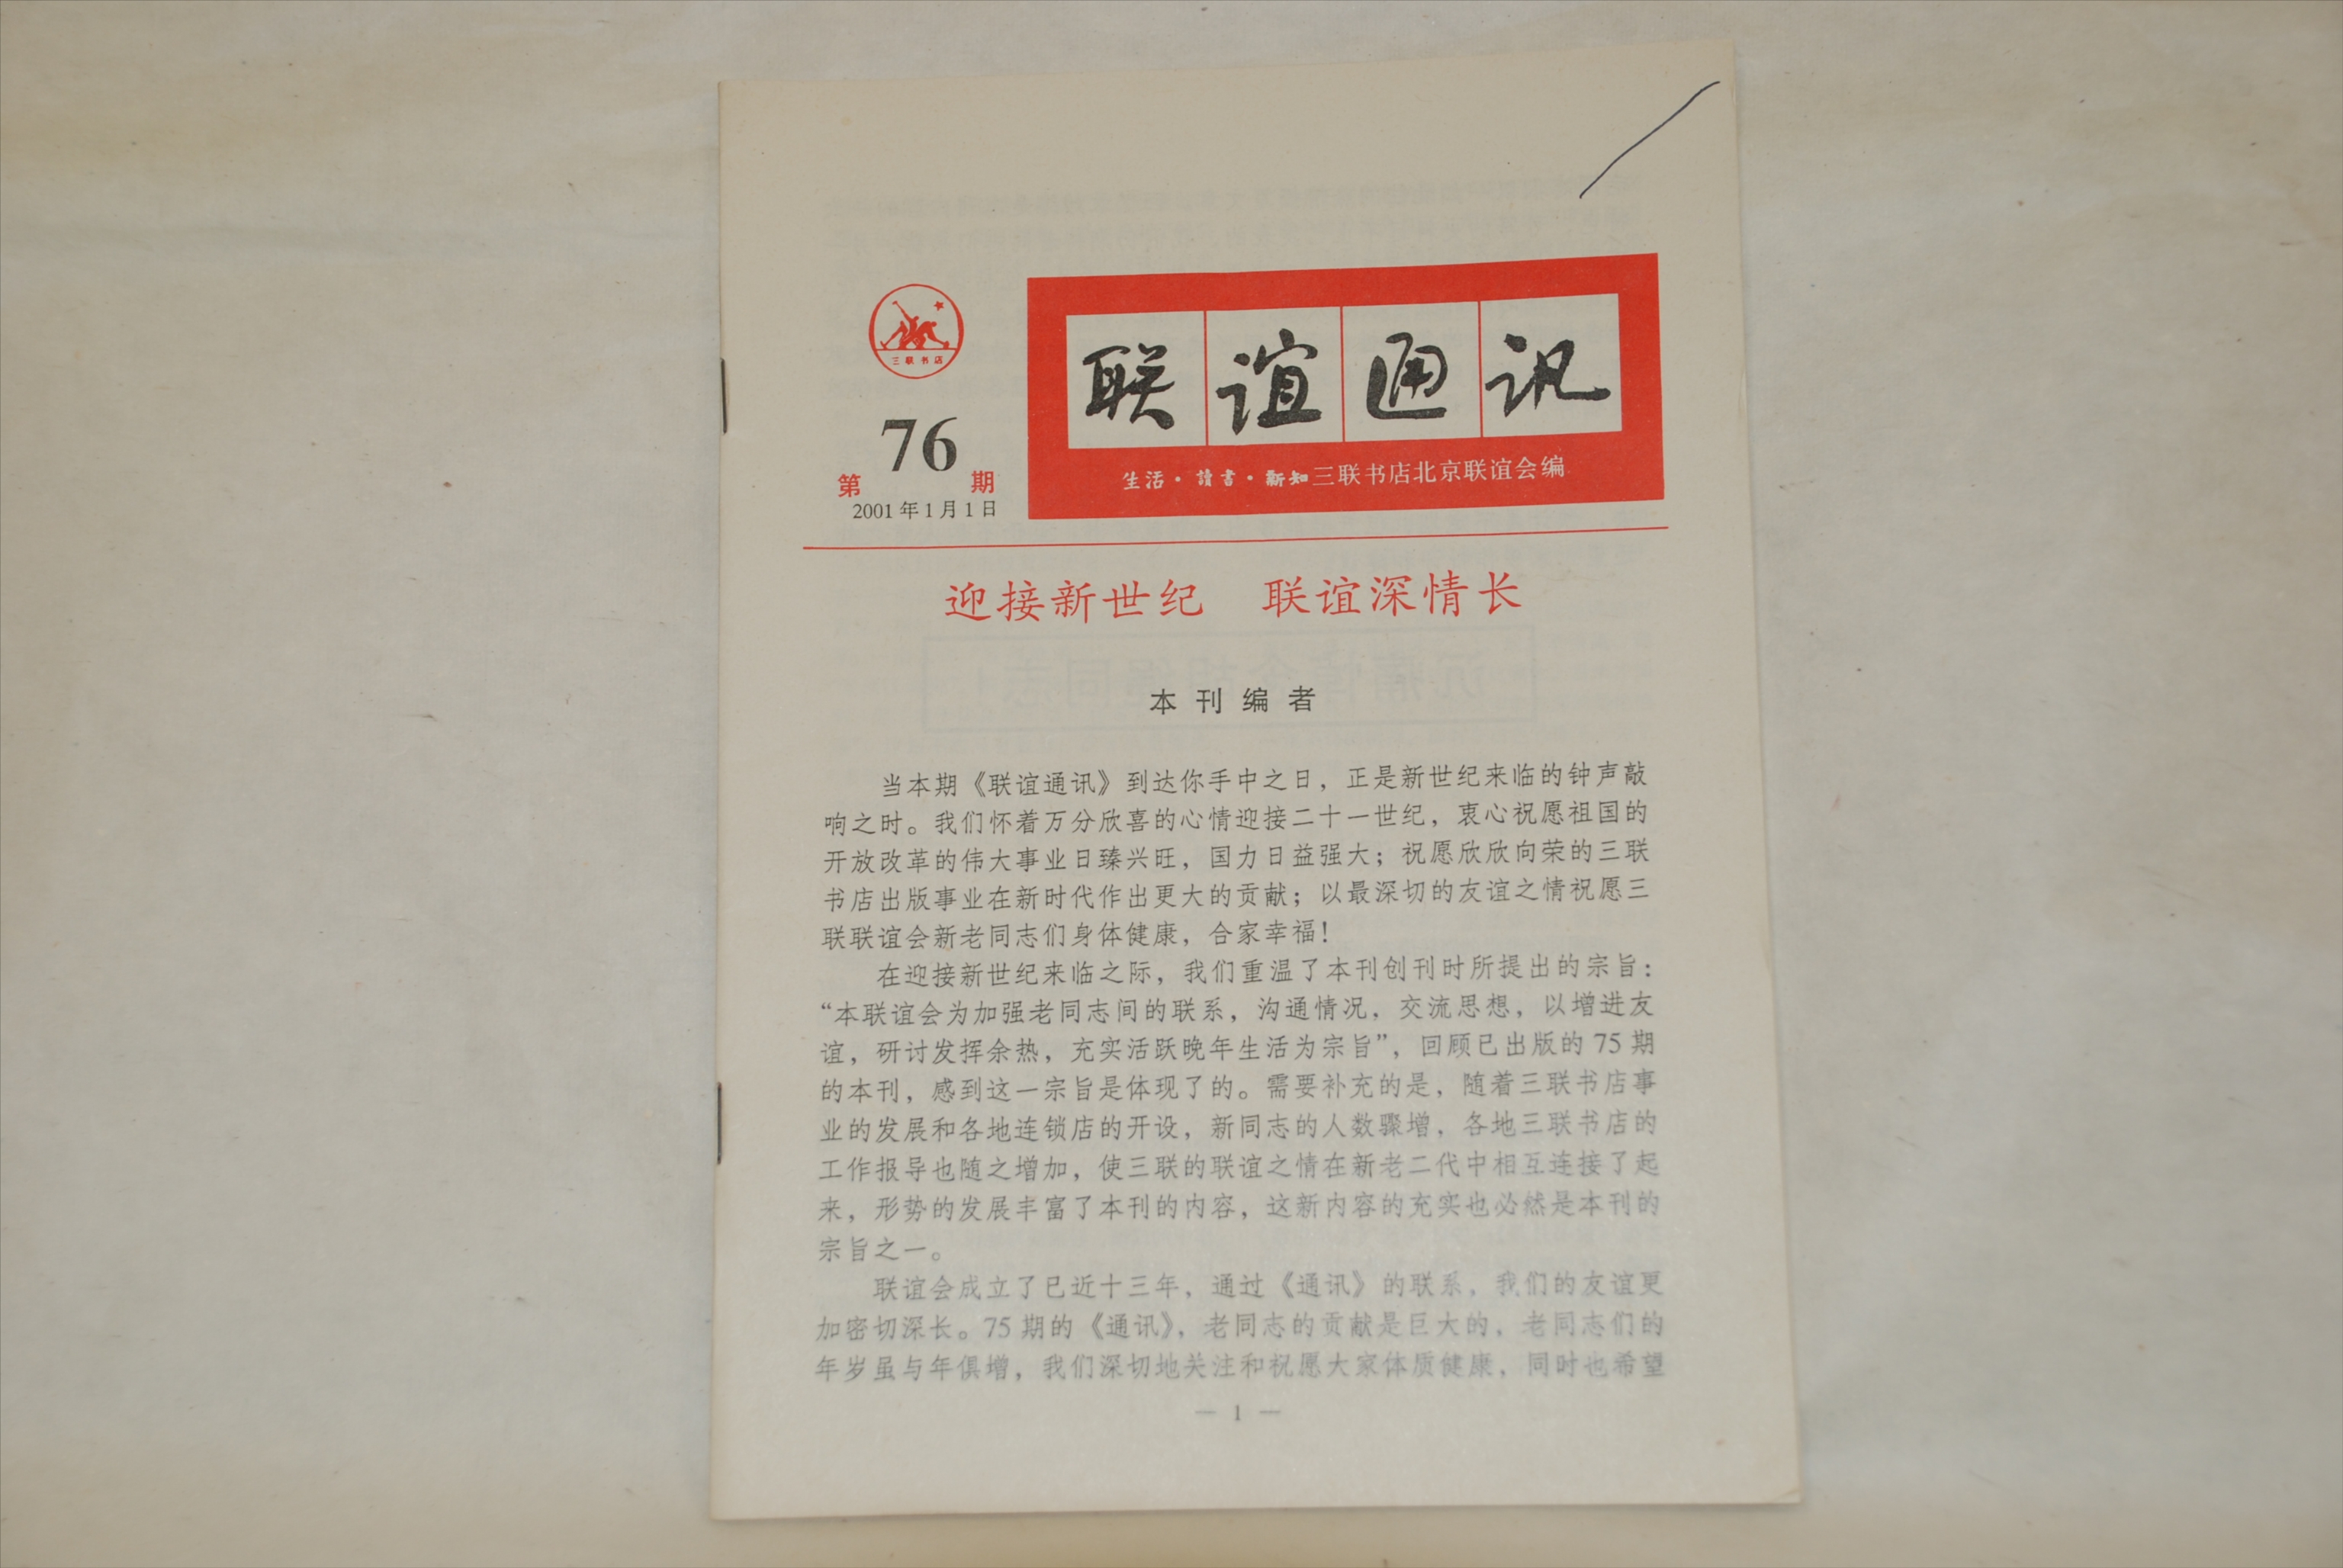 三联书店
第76期
2001年1月1日
联谊通讯
生活·讀書·新知三联书店北京联谊会编
迎接新世纪 联谊深情长
本刊编者
当本期《联谊通讯》到达你手中之日，正是新世纪来临的钟声敲
响之时。我们怀着万分欣喜的心情迎接二十一世纪，衷心祝愿祖国的
开放改革的伟大事业日臻兴旺，国力日益强大；祝愿欣欣向荣的三联
书店出版事业在新时代作出更大的贡献；以最深切的友谊之情祝愿三
联联谊会新老同志们身体健康，合家幸福！
在迎接新世纪来临之际，我们重温了本刊创刊时所提出的宗旨：
“本联谊会为加强老同志间的联系，沟通情况，交流思想，以增进友
谊，研讨发挥余热，充实活跃晚年生活为宗旨”，回顾已出版的75期
的本刊，感到这一宗旨是体现了的。需要补充的是，随着三联书店事
业的发展和各地连锁店的开设，新同志的人数骤增，各地三联书店的
工作报导也随之增加，使三联的联谊之情在新老二代中相互连接了起
来，形势的发展丰富了本刊的内容，这新内容的充实也必然是本刊的
宗旨之一。
联谊会成立了已近十三年，通过《通讯》的联系，我们的友谊更
加密切深长。75期的《通讯》，老同志的贡献是巨大的，老同志们的
年岁虽与年俱增，我们深切地关注和祝愿大家体质健康，同时也希望
— 1 —